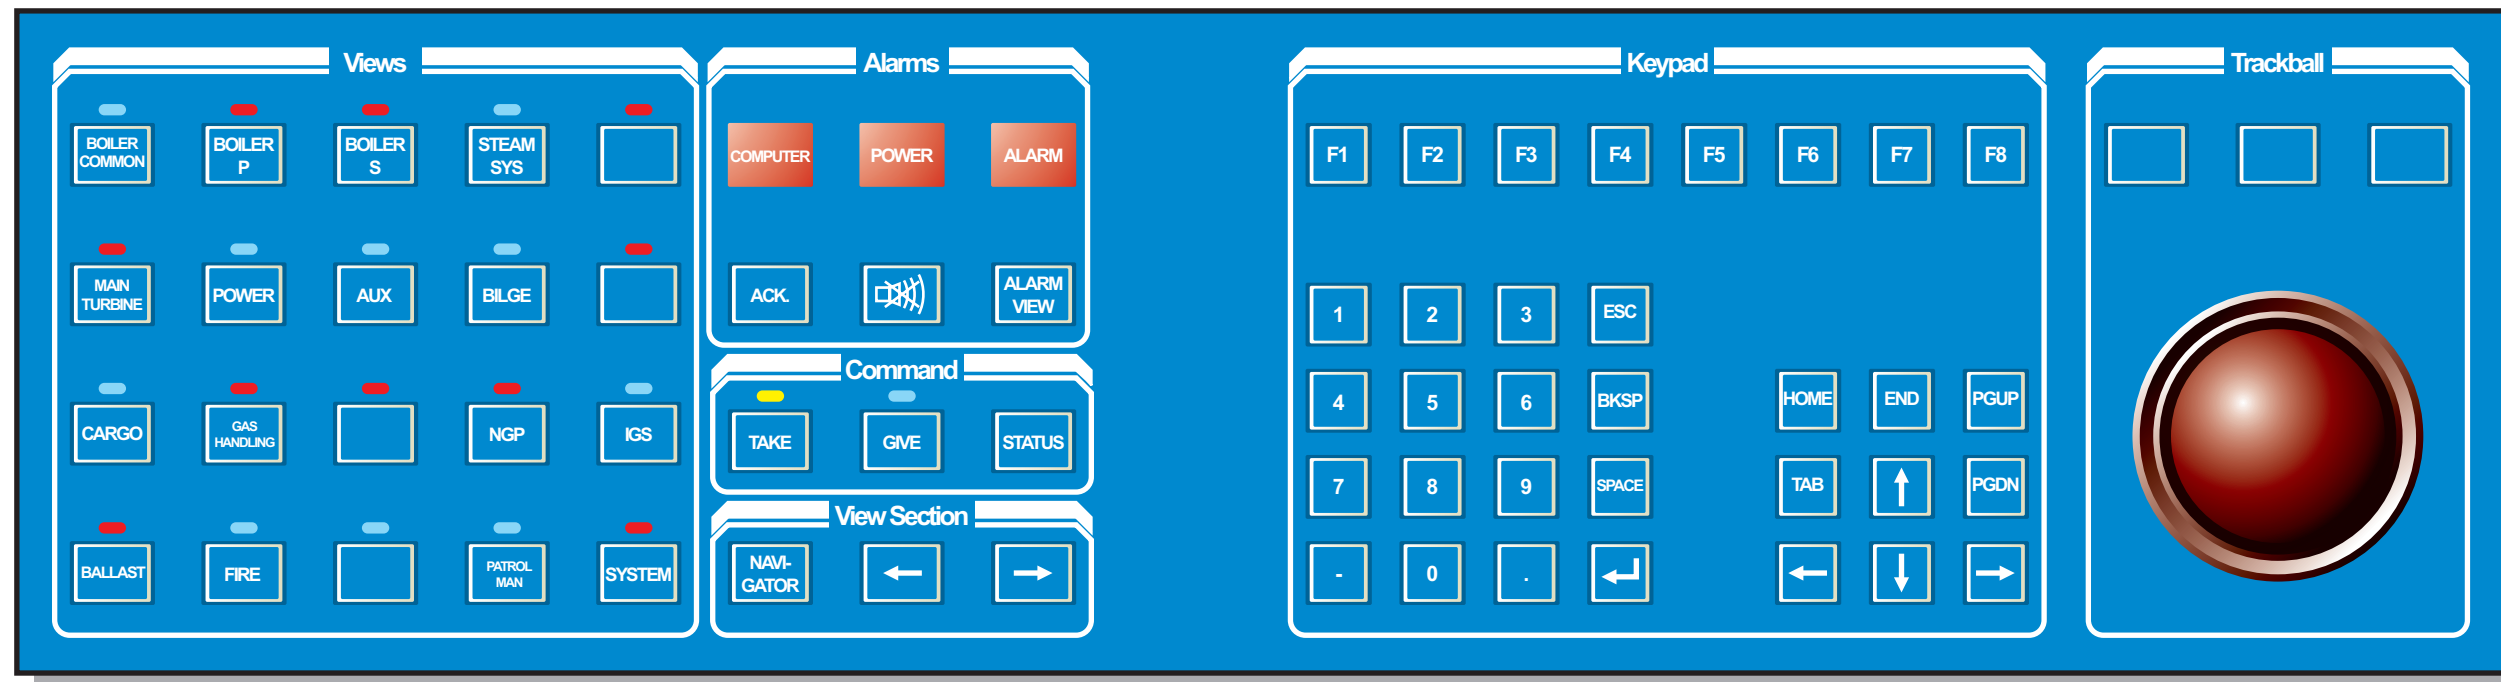 Views
BOILER
COMMON
BOILER
P
BOILER
S
STEAM
SYS
MAIN
TURBINE
POWER
AUX
BILGE
CARGO
GAS
HANDLING
NGP
IGS
BALLAST
FIRE
PATROL
MAN
SYSTEM
Alarms
COMPUTER
POWER
ALARM
ACK.
ALARM
VIEW
Command
TAKE
GIVE
STATUS
View Section
NAVI-
GATOR
Keypad
F1
F2
F3
F4
F5
F6
F7
F8
1
2
3
ESC
4
5
6
BKSP
HOME
END
PGUP
7
8
9
SPACE
TAB
PGDN
-
0
.
Trackball